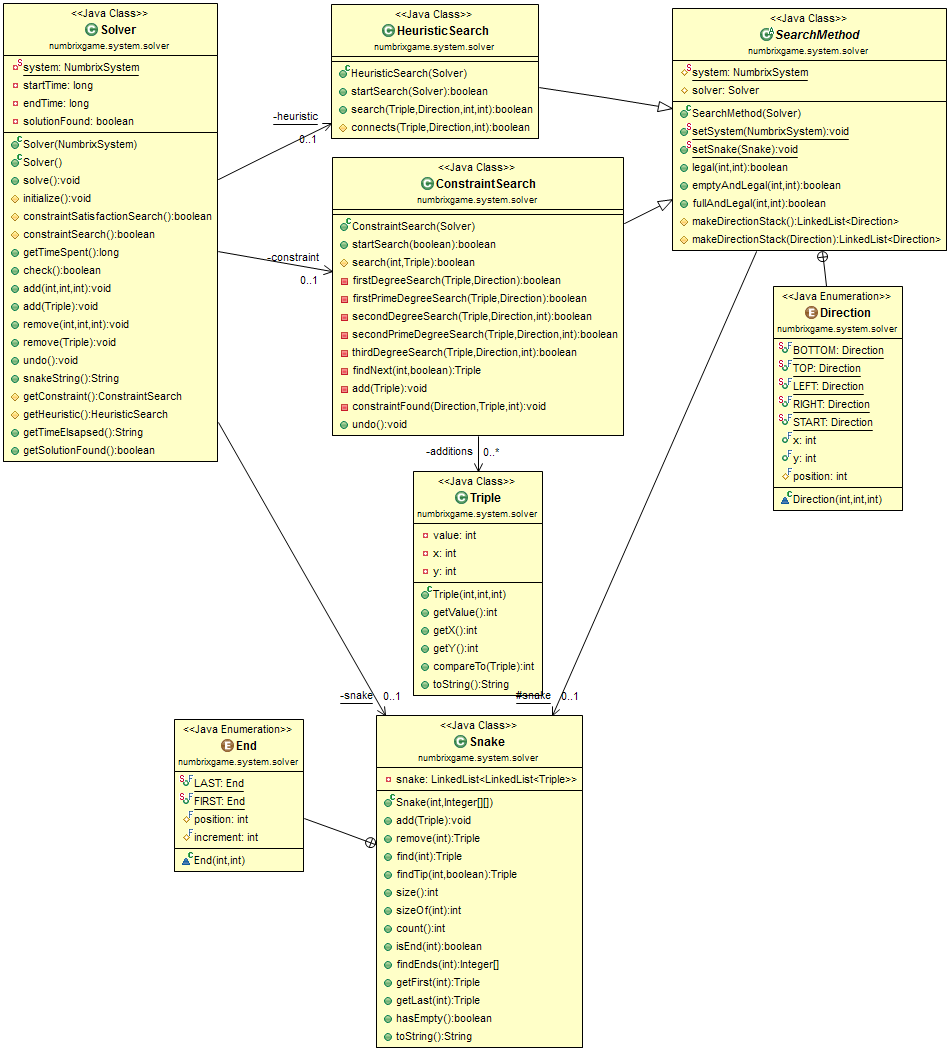 <<Java Class>>
Solver
numbrixgame.system.solver
system: NumbrixSystem
startTime: long
endTime: long
solutionFound: boolean
Solver(NumbrixSystem)
Solver()
solve():void
initialize():void
constraintSatisfactionSearch():boolean
constraintSearch():boolean
getTimeSpent():long
check():boolean
add(int,int,int):void
add(Triple):void
remove(int,int,int):void
remove(Triple):void
undo():void
snakeString():String
getConstraint():ConstraintSearch
getHeuristic():HeuristicSearch
getTimeElsapsed():String
getSolutionFound():boolean
-heuristic
0..1
-constraint
0..1
<<Java Class>>
HeuristicSearch
numbrixgame.system.solver
HeuristicSearch(Solver)
startSearch(Solver):boolean
search(Triple,Direction,int,int):boolean
connects(Triple,Direction,int):boolean
<<Java Class>>
ConstraintSearch
numbrixgame.system.solver
ConstraintSearch(Solver)
startSearch(boolean):boolean
search(int,Triple):boolean
firstDegreeSearch(Triple,Direction):boolean
firstPrimeDegreeSearch(Triple,Direction):boolean
secondDegreeSearch(Triple,Direction,int):boolean
secondPrimeDegreeSearch(Triple,Direction,int):boolean
thirdDegreeSearch(Triple,Direction,int):boolean
findNext(int,boolean):Triple
add(Triple):void
constraintFound(Direction,Triple,int):void
undo():void
<<Java Class>>
SearchMethod
numbrixgame.system.solver
system: NumbrixSystem
solver: Solver
SearchMethod(Solver)
setSystem(NumbrixSystem):void
setSnake(Snake):void
legal(int,int):boolean
emptyAndLegal(int,int):boolean
fullAndLegal(int,int):boolean
makeDirectionStack():LinkedList<Direction>
makeDirectionStack(Direction):LinkedList<Direction>
<<Java Enumeration>>
Direction
numbrixgame.system.solver
BOTTOM: Direction
TOP: Direction
LEFT: Direction
RIGHT: Direction
START: Direction
x: int
y: int
position: int
Direction(int,int,int)
-additions 0..*
<<Java Class>>
Triple
numbrixgame.system.solver
value: int
x: int
y: int
Triple(int,int,int)
getValue():int
getX():int
getY():int
compareTo(Triple):int
toString():String
-snake 0..1
#snake 0..1
<<Java Enumeration>>
End
numbrixgame.system.solver
LAST: End
FIRST: End
position: int
increment: int
End(int,int)
<<Java Class>>
Snake
numbrixgame.system.solver
snake: LinkedList<LinkedList<Triple>>
Snake(int,Integer[][])
add(Triple):void
remove(int):Triple
find(int):Triple
findTip(int,boolean):Triple
size():int
sizeOf(int):int
count():int
isEnd(int):boolean
findEnds(int):Integer[]
getFirst(int):Triple
getLast(int):Triple
hasEmpty():boolean
toString():String